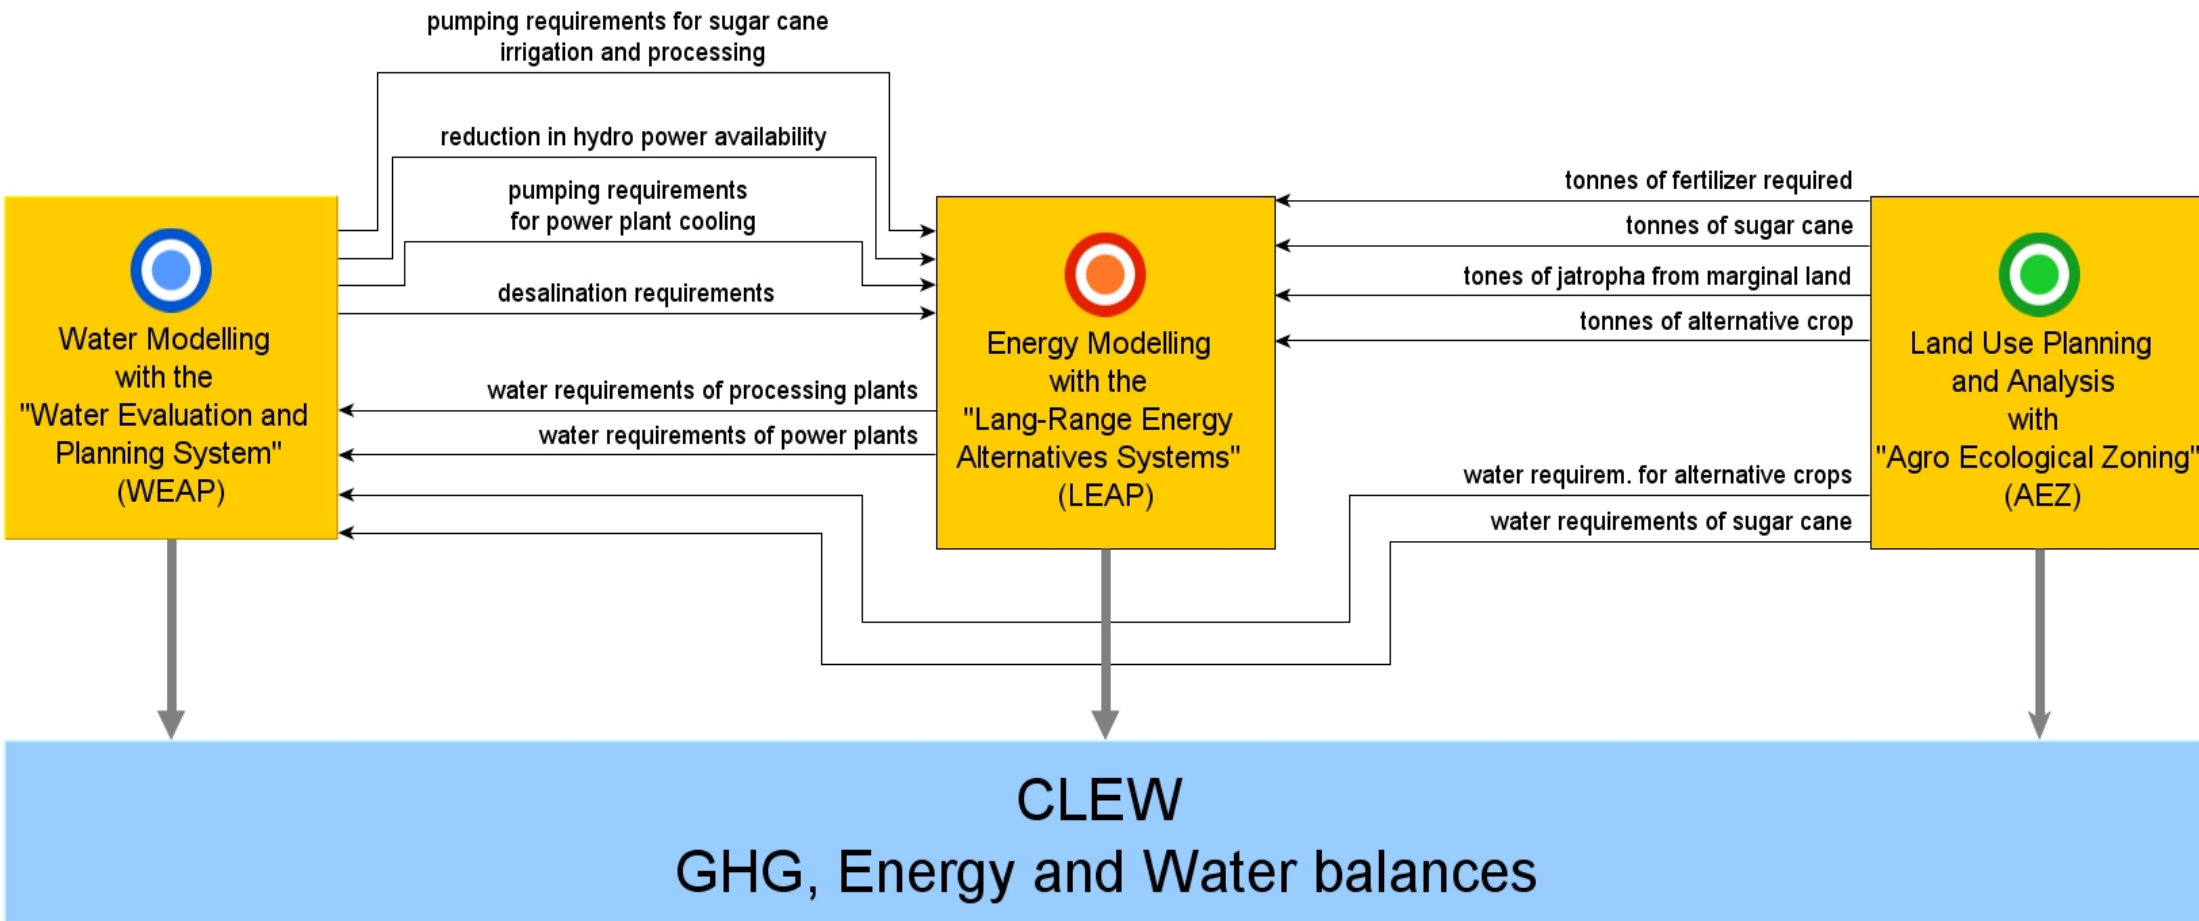 pumping requirements for sugar cane
irrigation and processing
reduction in hydro power availability
pumping requirements
for power plant cooling
desalination requirements
water requirements of processing plants
water requirements of power plants
tonnes of fertilizer required
tonnes of sugar cane
tones of jatropha from marginal land
tonnes of alternative crop
water requirem. for alternative crops
water requirements of sugar cane
Water Modelling
with the
"Water Evaluation and
Planning System"
(WEAP)
Energy Modelling
with the
"Lang-Range Energy
Alternatives Systems"
(LEAP)
Land Use Planning
and Analysis
with
"Agro Ecological Zoning"
(AEZ)
CLEW
GHG, Energy and Water balances